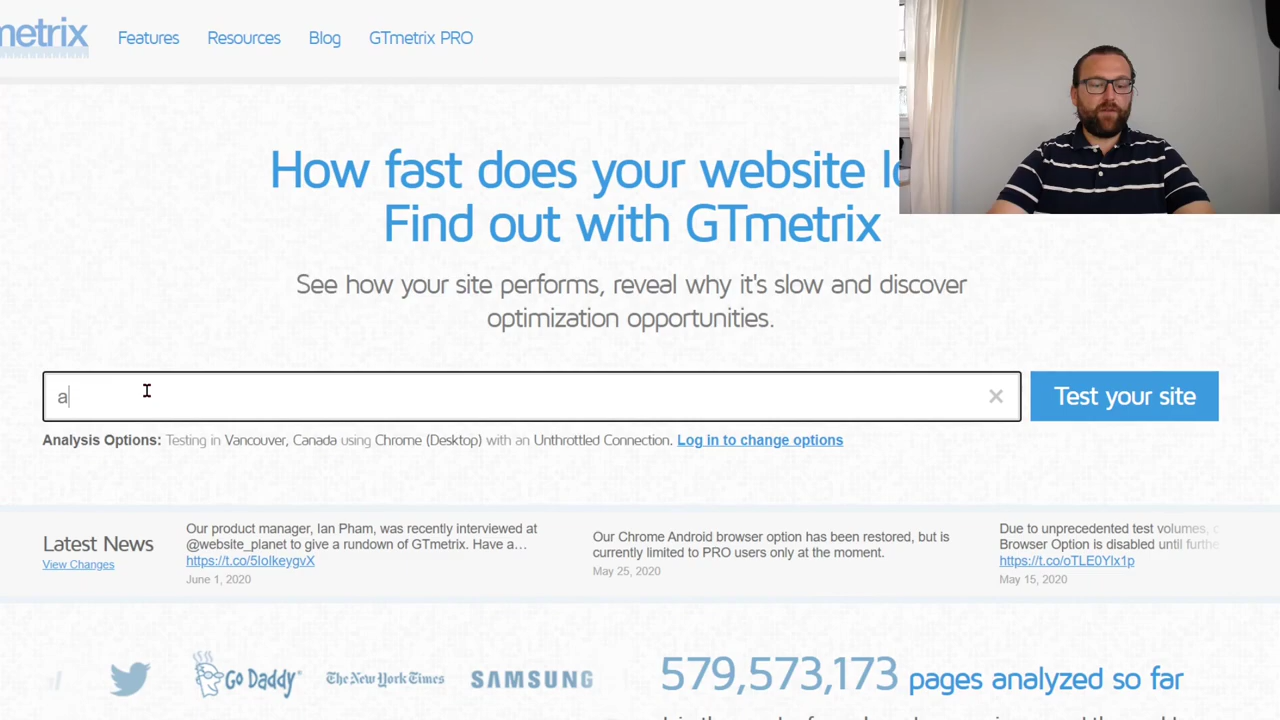 metrix
Features Resources Blog GTmetrix PRO
How fast does your website
Find out with GTmetrix
See how your site performs, reveal why it's slow and discover
optimization opportunities.
a
Test your site
Analysis Options: Testing in Vancouver, Canada using Chrome (Desktop) with an Unthrottled Connection. Log in to change options
Latest News
View Changes
Our product manager, Ian Pham, was recently interviewed at
@website_planet to give a rundown of GTmetrix. Have a…
https://t.co/5IoIkeygvX
June 1, 2020
Our Chrome Android browser option has been restored, but is
currently limited to PRO users only at the moment.
May 25, 2020
Due to unprecedented test volumes,
Browser Option is disabled until
https://t.co/oTLE0YIx1p
May 15, 2020
Go Daddy The New York Times SAMSUNG
579,573,173 pages analyzed so far